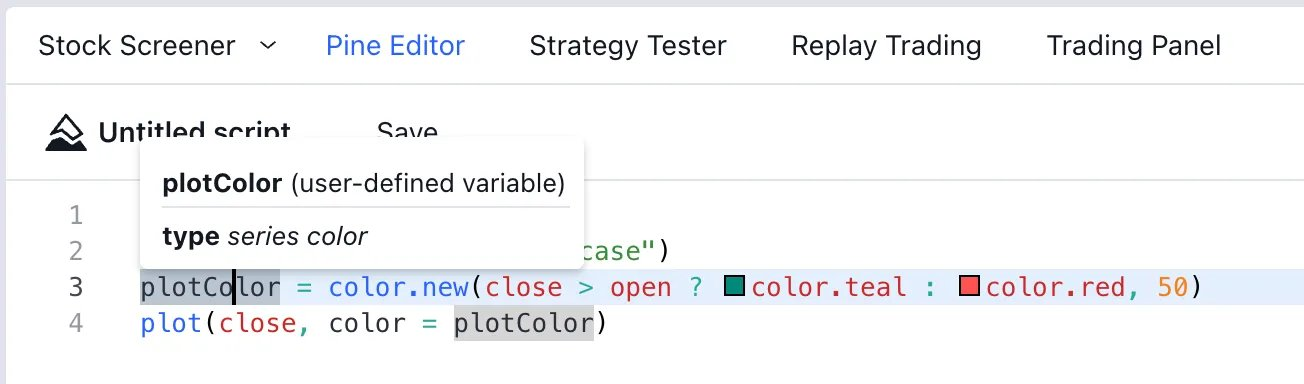 Stock Screener Pine Editor Strategy Tester Replay Trading Trading Panel
Untitled script Save
plotColor (user-defined variable)
type series color
1
2 case")
3 plotColor = color.new(close > open ? color.teal : color.red, 50)
4 plot(close, color = plotColor)